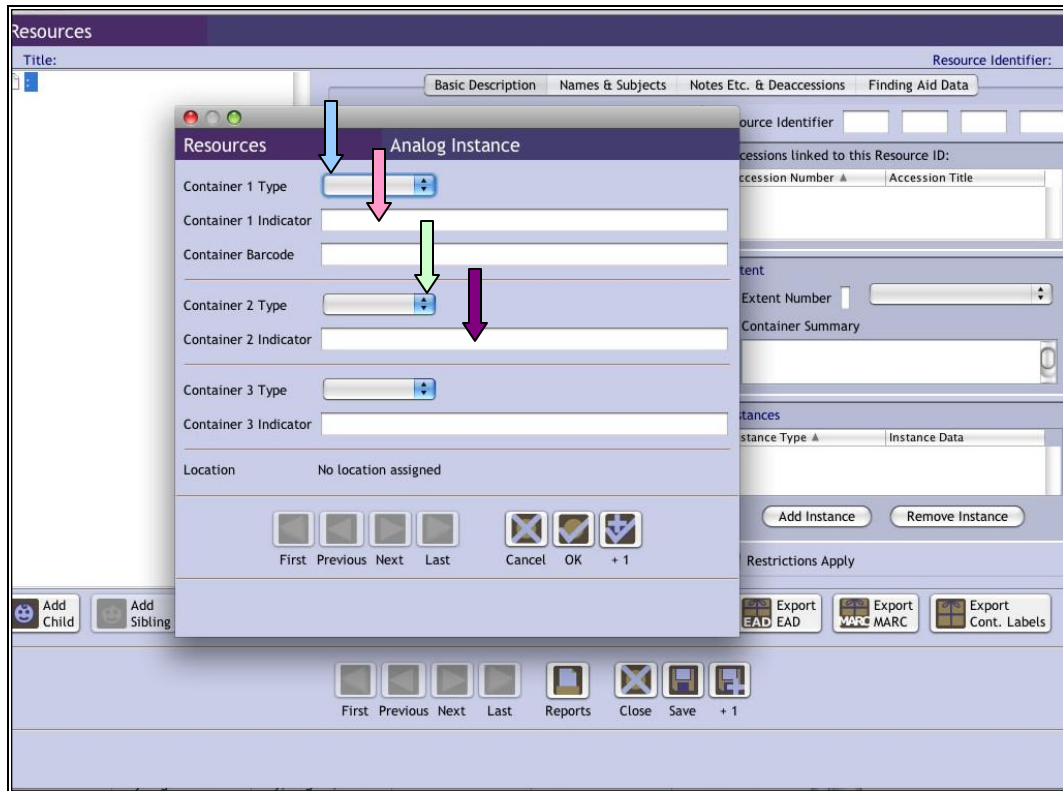 Resources
Title:
Resource Identifier:
Basic Description Names & Subjects Notes Etc. & Deaccessions Finding Aid Data
Resources Analog Instance
Container 1 Type
Container 1 Indicator
Container Barcode
Container 2 Type
Container 2 Indicator
Container 3 Type
Container 3 Indicator
Location No location assigned
First Previous Next Last Cancel OK + 1
ource Identifier
cessions linked to this Resource ID:
ccession Number Accession Title
tent
Extent Number
Container Summary
stances
stance Type Instance Data
Add Instance Remove Instance
Restrictions Apply
Add Child
Add Sibling
EAD Export EAD
MARC Export MARC
Export Cont. Labels
First Previous Next Last Reports Close Save + 1